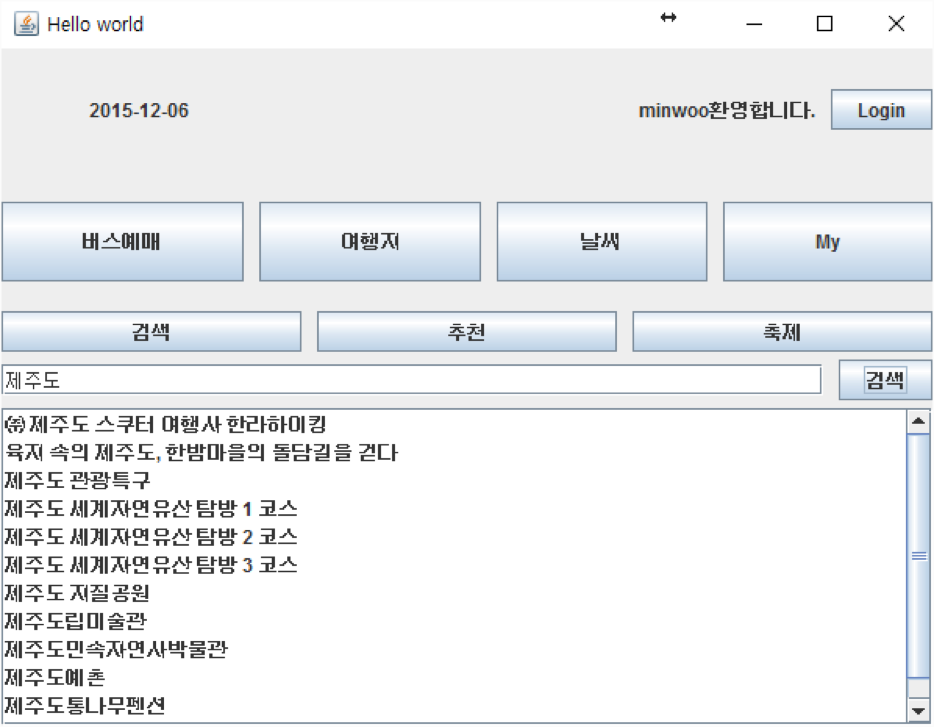 Hello world
2015-12-06
minwoo환영합니다. Login
버스예매 여행지 날씨 My
검색 추천 축제
제주도 검색
㈜제주도 스쿠터 여행사 한라하이킹
육지 속의 제주도, 한밤마을의 돌담길을 걷다
제주도 관광특구
제주도 세계자연유산 탐방 1 코스
제주도 세계자연유산 탐방 2 코스
제주도 세계자연유산 탐방 3 코스
제주도 지질공원
제주도립미술관
제주도민속자연사박물관
제주도예촌
제주도통나무펜션